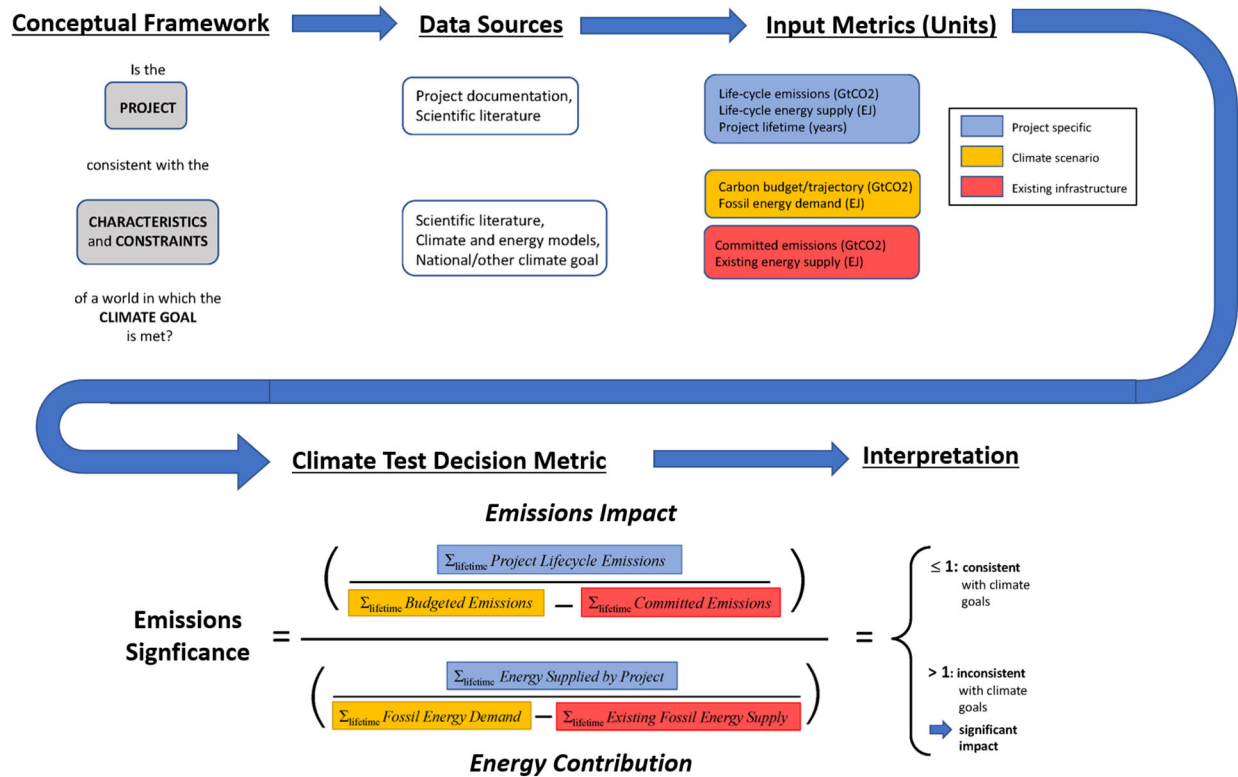 Conceptual Framework
Data Sources
Input Metrics (Units)
Is the
PROJECT
consistent with the
CHARACTERISTICS
and CONSTRAINTS
of a world in which the
CLIMATE GOAL
is met?
Project documentation,
Scientific literature
Scientific literature,
Climate and energy models,
National/other climate goal
Life-cycle emissions (GtCO2)
Life-cycle energy supply (EJ)
Project lifetime (years)
Carbon budget/trajectory (GtCO2)
Fossil energy demand (EJ)
Committed emissions (GtCO2)
Existing energy supply (EJ)
Project specific
Climate scenario
Existing infrastructure
Climate Test Decision Metric
Interpretation
Emissions Impact
Emissions
Signficance
=
( Σlifetime Project Lifecycle Emissions )
Σlifetime Budgeted Emissions − Σlifetime Committed Emissions
( Σlifetime Energy Supplied by Project )
Σlifetime Fossil Energy Demand − Σlifetime Existing Fossil Energy Supply
Energy Contribution
=
{
≤ 1: consistent
with climate
goals
> 1: inconsistent
with climate
goals
significant
impact